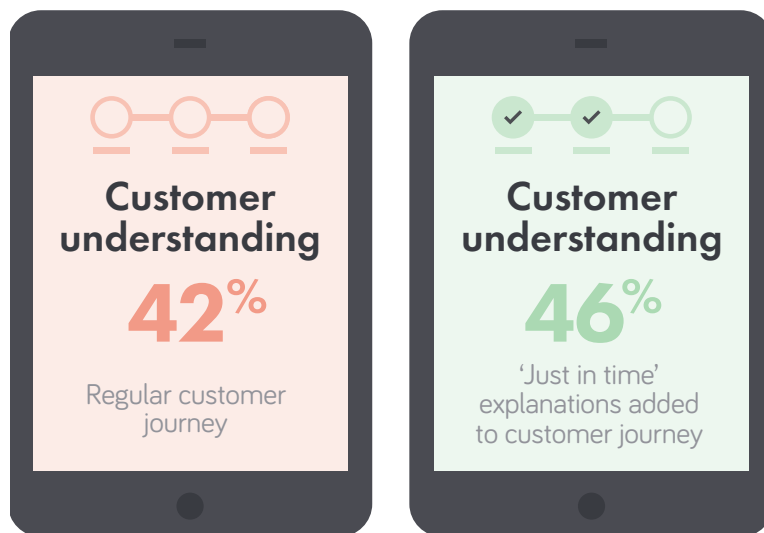 Customer
understanding
42%
Regular customer
journey
Customer
understanding
46%
‘Just in time’
explanations added
to customer journey